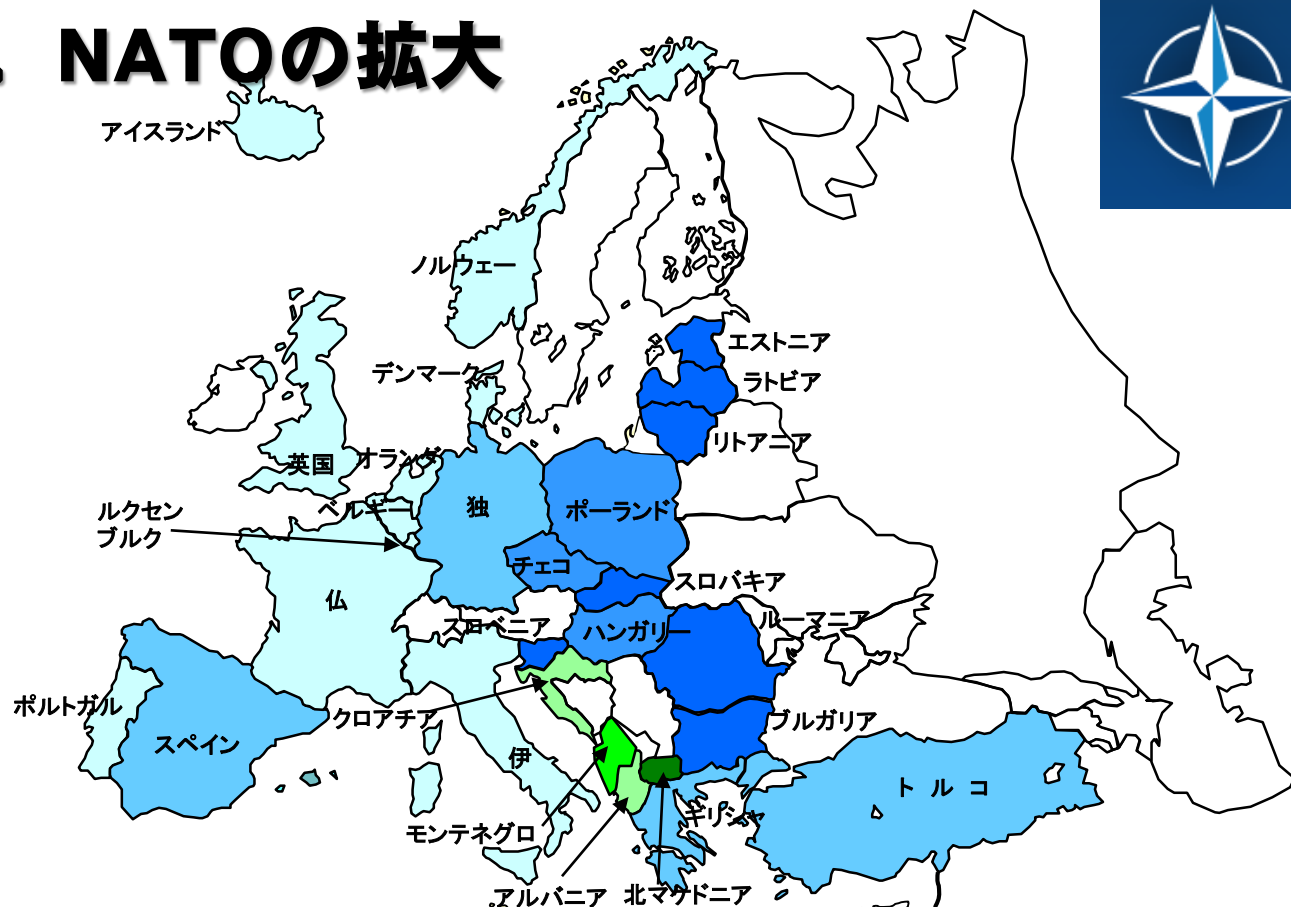 . NATOの拡大
アイスランド
ノルウェー
エストニア
デンマーク
ラトビア
リトアニア
オランダ
英国
独
ベルギー
ポーランド
ルクセン
ブルク
チェコ
スロバキア
仏
スロベニア
ハンガリー
ルーマニア
ポルトガル
クロアチア
ブルガリア
スペイン
伊
トルコ
ギリシャ
モンテネグロ
アルバニア
北マケドニア